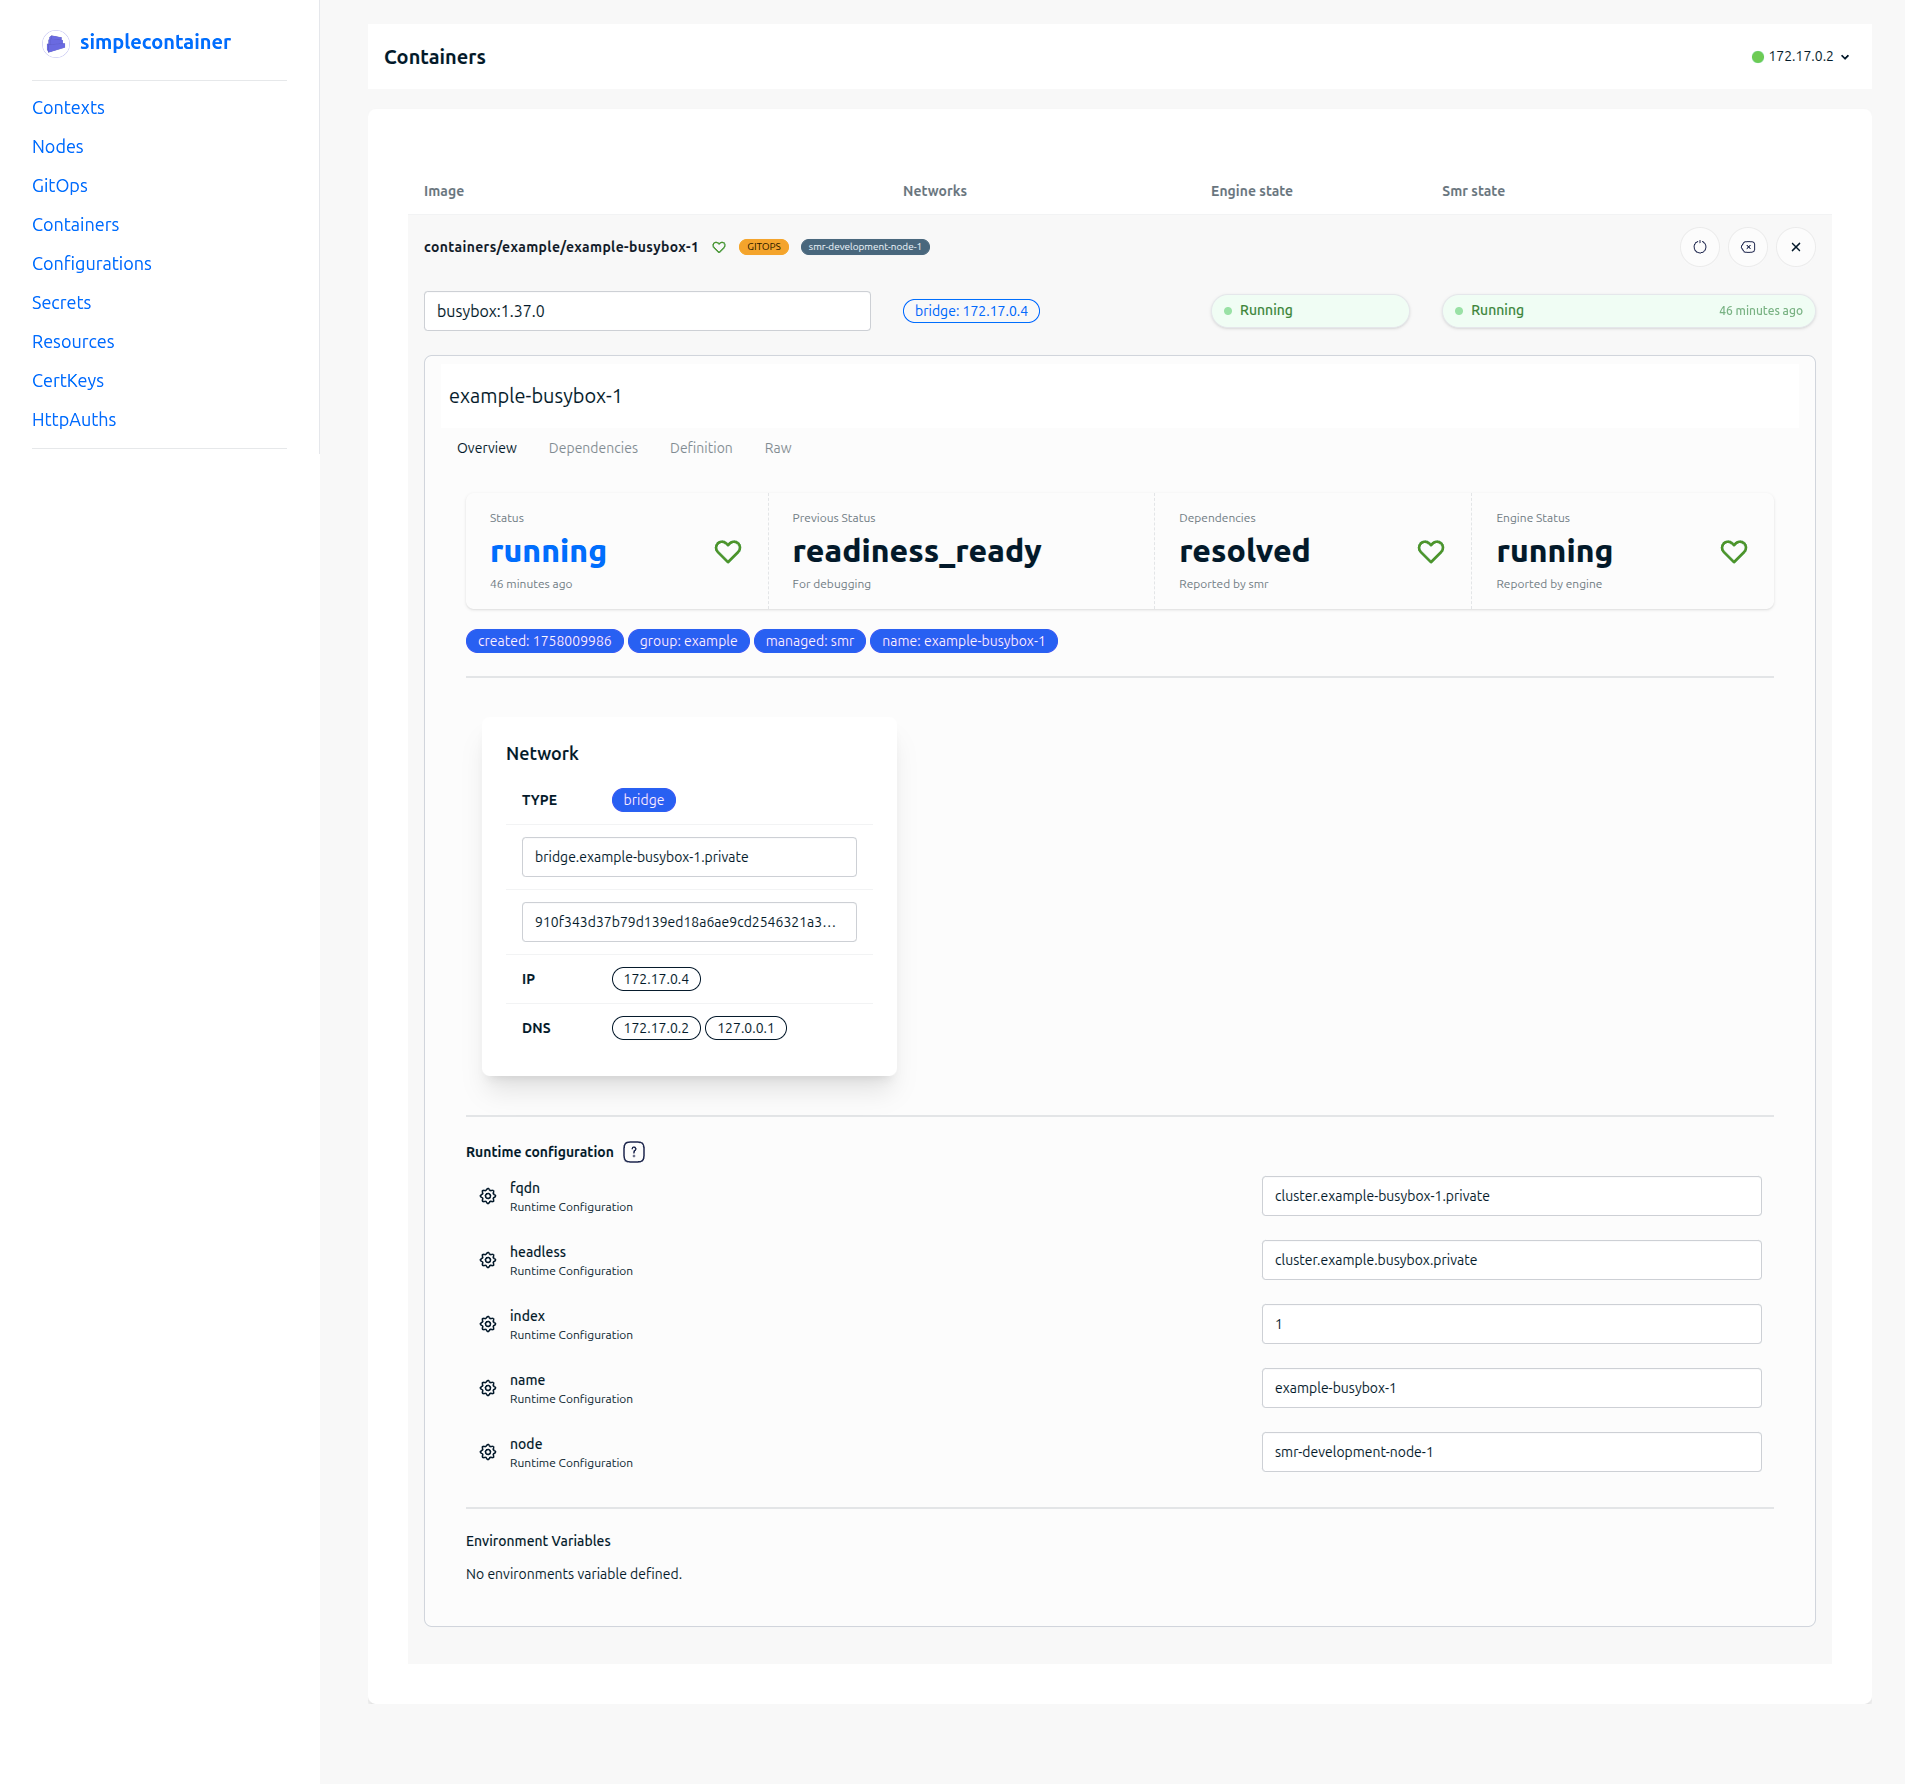 simplecontainer
Contexts
Nodes
GitOps
Containers
Configurations
Secrets
Resources
CertKeys
HttpAuths
Containers
172.17.0.2
Image Networks Engine state Smr state
containers/example/example-busybox-1 GITOPS smr-development-node-1
busybox:1.37.0 bridge: 172.17.0.4 Running Running 46 minutes ago
example-busybox-1
Overview Dependencies Definition Raw
Status
running
46 minutes ago
Previous Status
readiness_ready
For debugging
Dependencies
resolved
Reported by smr
Engine Status
running
Reported by engine
created: 1758009986 group: example managed: smr name: example-busybox-1
Network
TYPE bridge
bridge.example-busybox-1.private
910f343d37b79d139ed18a6ae9cd2546321a3...
IP 172.17.0.4
DNS 172.17.0.2 127.0.0.1
Runtime configuration ?
fqdn
Runtime Configuration
cluster.example-busybox-1.private
headless
Runtime Configuration
cluster.example.busybox.private
index
Runtime Configuration
1
name
Runtime Configuration
example-busybox-1
node
Runtime Configuration
smr-development-node-1
Environment Variables
No environments variable defined.